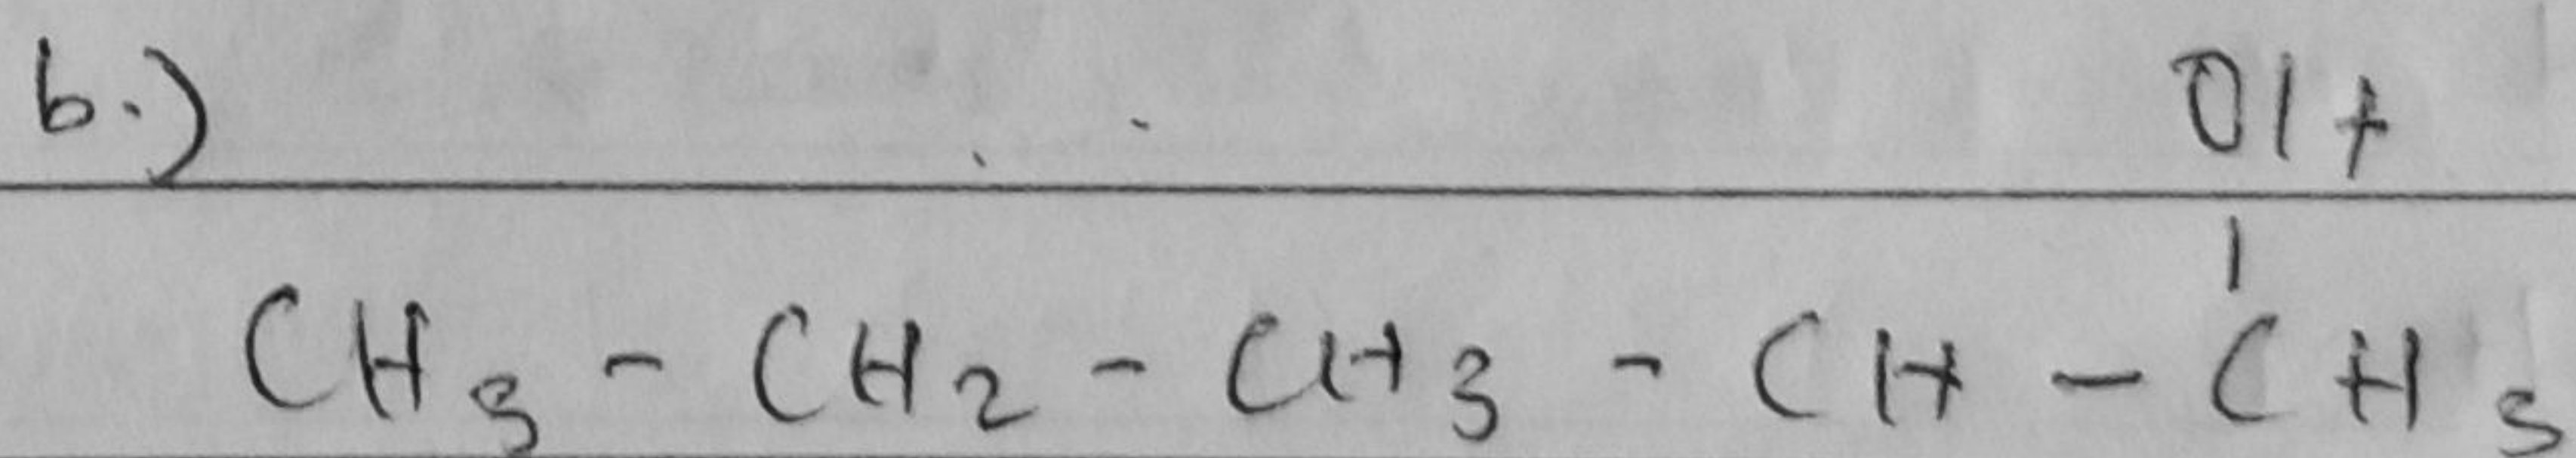 b.) OH
CH3 - CH2 - CH3 - CH - CH3